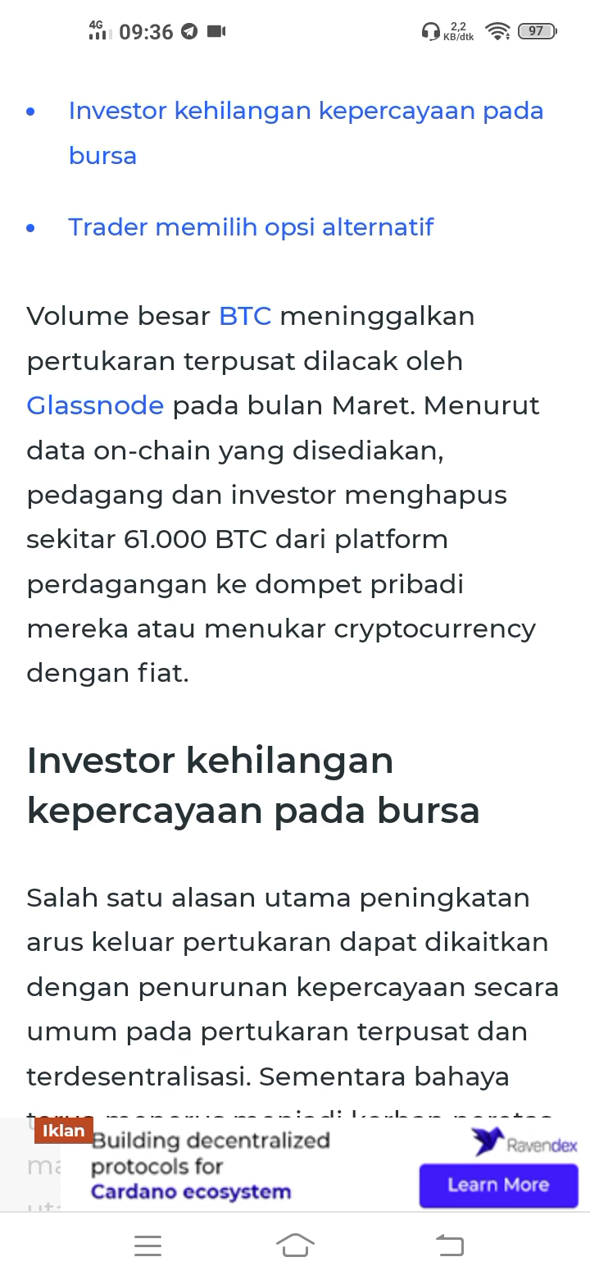 4G 09:36 2,2 KB/dtk 97
Investor kehilangan kepercayaan pada
bursa
Trader memilih opsi alternatif
Volume besar BTC meninggalkan
pertukaran terpusat dilacak oleh
Glassnode pada bulan Maret. Menurut
data on-chain yang disediakan,
pedagang dan investor menghapus
sekitar 61.000 BTC dari platform
perdagangan ke dompet pribadi
mereka atau menukar cryptocurrency
dengan fiat.
Investor kehilangan
kepercayaan pada bursa
Salah satu alasan utama peningkatan
arus keluar pertukaran dapat dikaitkan
dengan penurunan kepercayaan secara
umum pada pertukaran terpusat dan
terdesentralisasi. Sementara bahaya
Iklan
Building decentralized
protocols for
Cardano ecosystem
Ravendex
Learn More